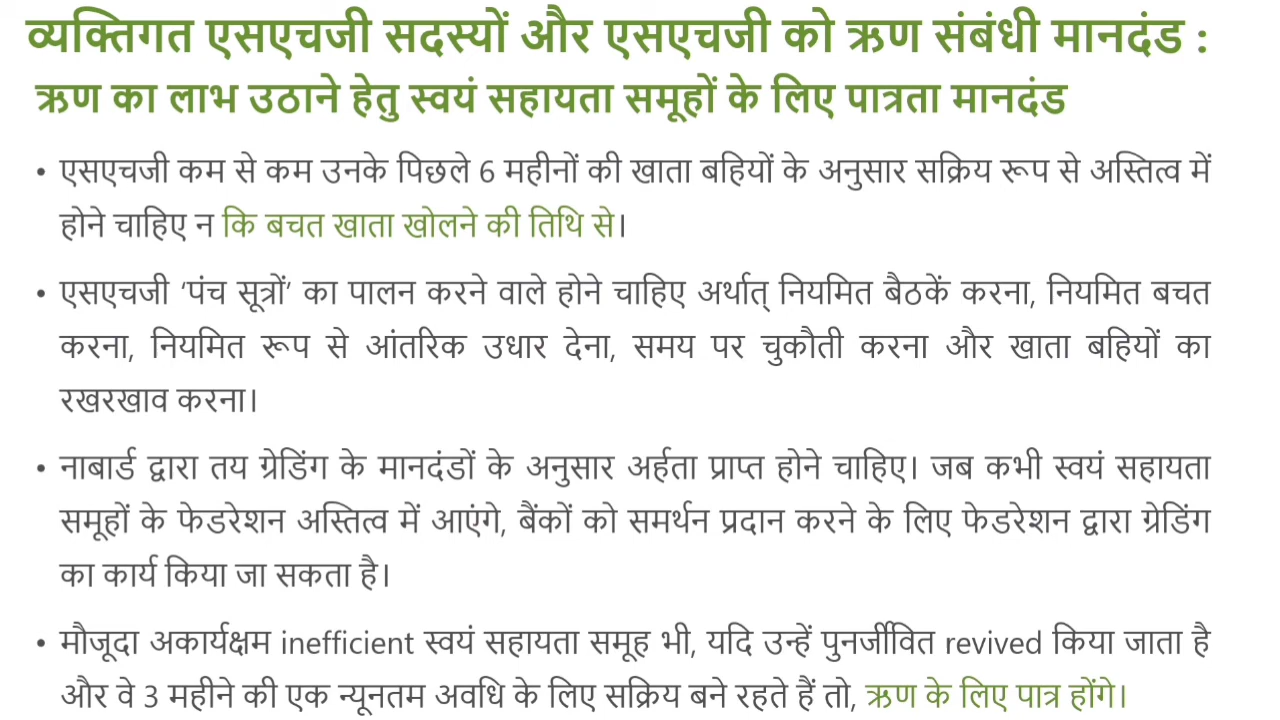 व्यक्तिगत एसएचजी सदस्यों और एसएचजी को ऋण संबंधी मानदंड :
ऋण का लाभ उठाने हेतु स्वयं सहायता समूहों के लिए पात्रता मानदंड
• एसएचजी कम से कम उनके पिछले 6 महीनों की खाता बहियों के अनुसार सक्रिय रूप से अस्तित्व में
होने चाहिए न कि बचत खाता खोलने की तिथि से।
• एसएचजी ‘पंच सूत्रों’ का पालन करने वाले होने चाहिए अर्थात् नियमित बैठकें करना, नियमित बचत
करना, नियमित रूप से आंतरिक उधार देना, समय पर चुकौती करना और खाता बहियों का
रखरखाव करना।
• नाबार्ड द्वारा तय ग्रेडिंग के मानदंडों के अनुसार अर्हता प्राप्त होने चाहिए। जब कभी स्वयं सहायता
समूहों के फेडरेशन अस्तित्व में आएंगे, बैंकों को समर्थन प्रदान करने के लिए फेडरेशन द्वारा ग्रेडिंग
का कार्य किया जा सकता है।
• मौजूदा अकार्यक्षम inefficient स्वयं सहायता समूह भी, यदि उन्हें पुनर्जीवित revived किया जाता है
और वे 3 महीने की एक न्यूनतम अवधि के लिए सक्रिय बने रहते हैं तो, ऋण के लिए पात्र होंगे।